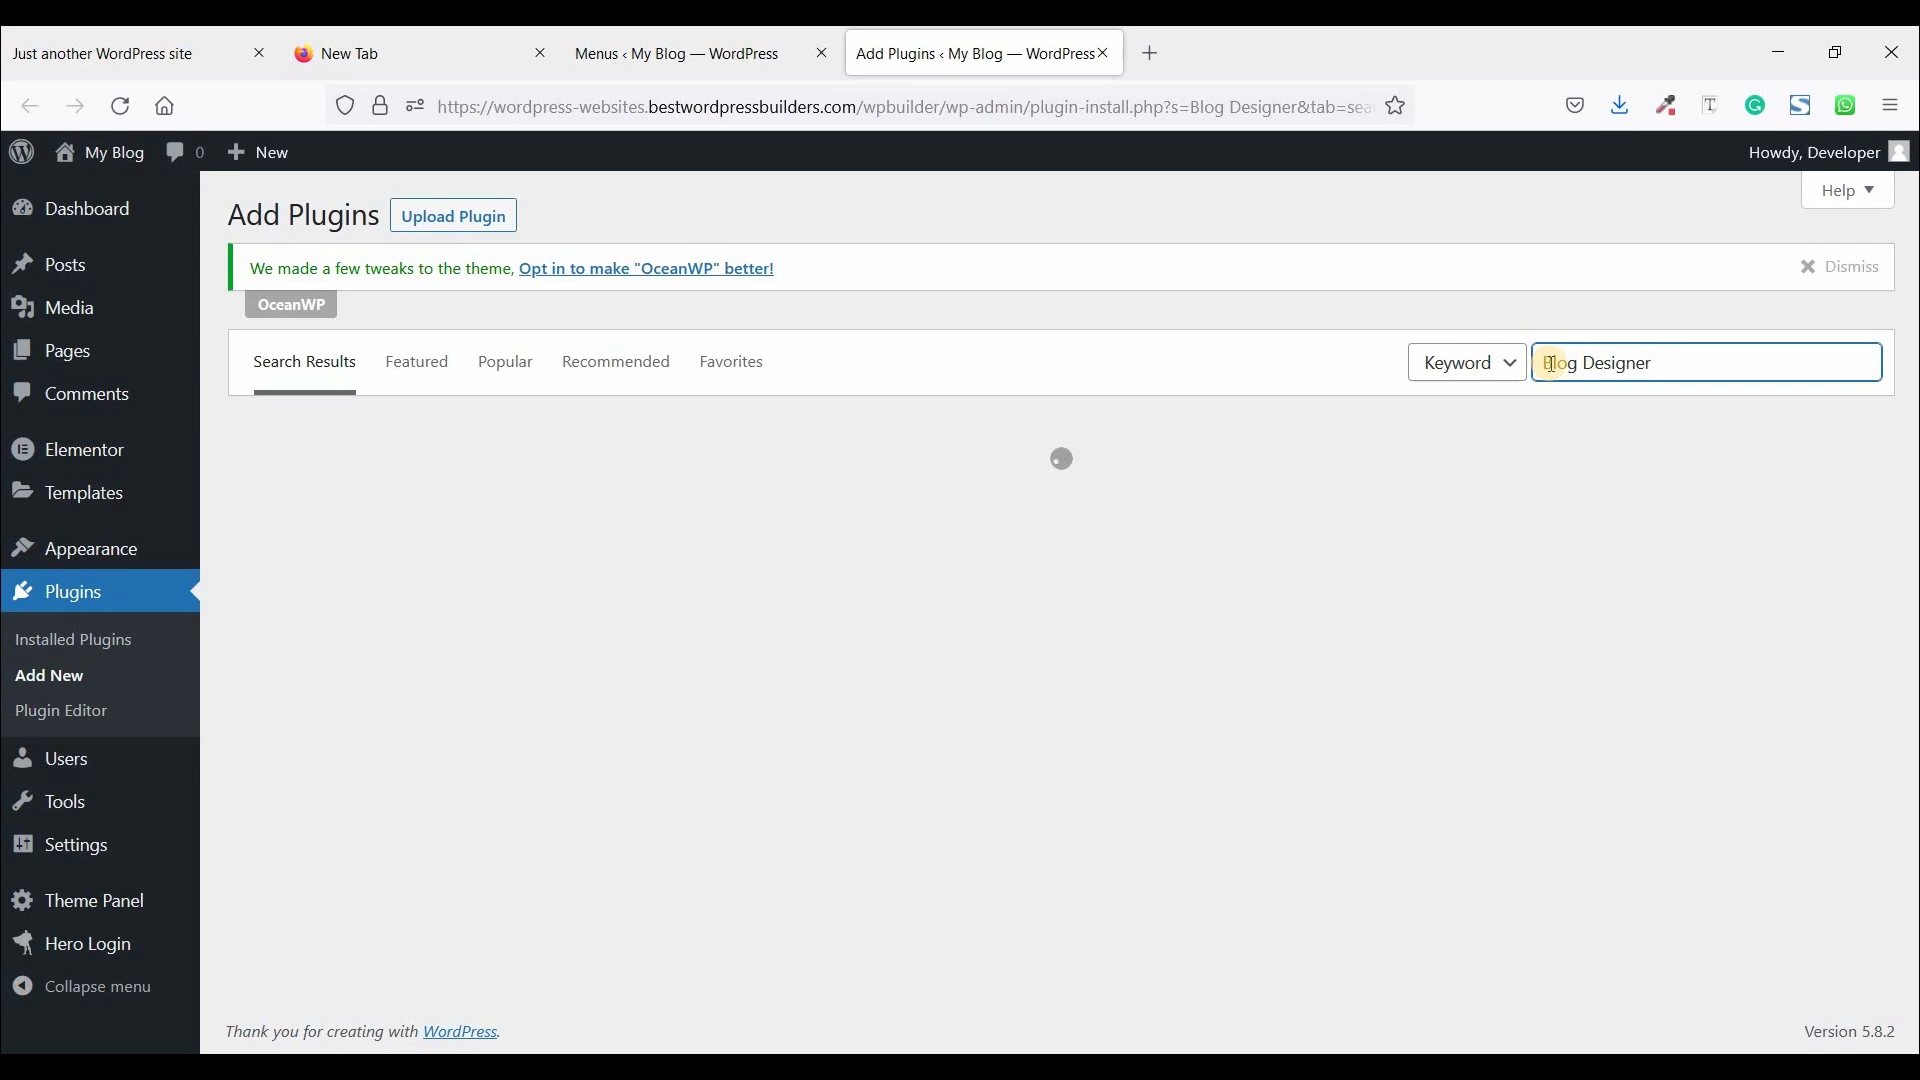 Just another WordPress site
New Tab
Menus ‹ My Blog — WordPress
Add Plugins ‹ My Blog — WordPress
https://wordpress-websites.bestwordpressbuilders.com/wpbuilder/wp-admin/plugin-install.php?s=Blog Designer&tab=sea
My Blog
0
New
Howdy, Developer
Help
Dashboard
Posts
Media
Pages
Comments
Elementor
Templates
Appearance
Plugins
Installed Plugins
Add New
Plugin Editor
Users
Tools
Settings
Theme Panel
Hero Login
Collapse menu
Add Plugins
Upload Plugin
We made a few tweaks to the theme, Opt in to make "OceanWP" better!
Dismiss
OceanWP
Search Results
Featured
Popular
Recommended
Favorites
Keyword
Blog Designer
Thank you for creating with WordPress.
Version 5.8.2